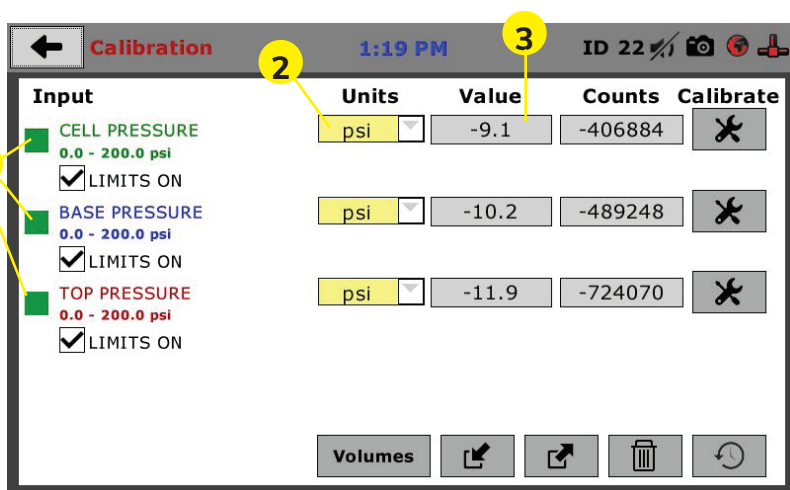 Calibration 1:19 PM ID 22
2 3
Input Units Value Counts Calibrate
CELL PRESSURE psi -9.1 -406884
0.0 - 200.0 psi
LIMITS ON
BASE PRESSURE psi -10.2 -489248
0.0 - 200.0 psi
LIMITS ON
TOP PRESSURE psi -11.9 -724070
0.0 - 200.0 psi
LIMITS ON
Volumes